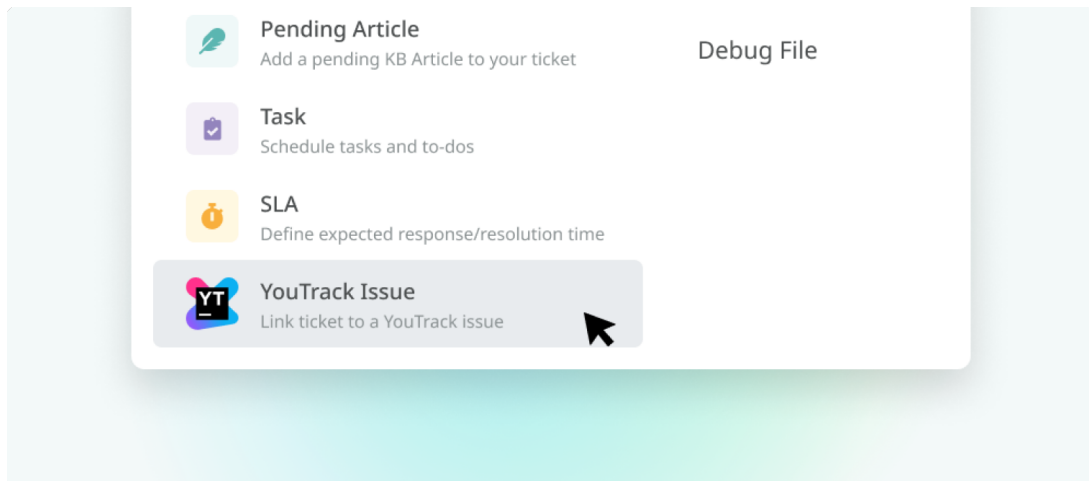 Pending Article
Add a pending KB Article to your ticket
Debug File
Task
Schedule tasks and to-dos
SLA
Define expected response/resolution time
YT
YouTrack Issue
Link ticket to a YouTrack issue